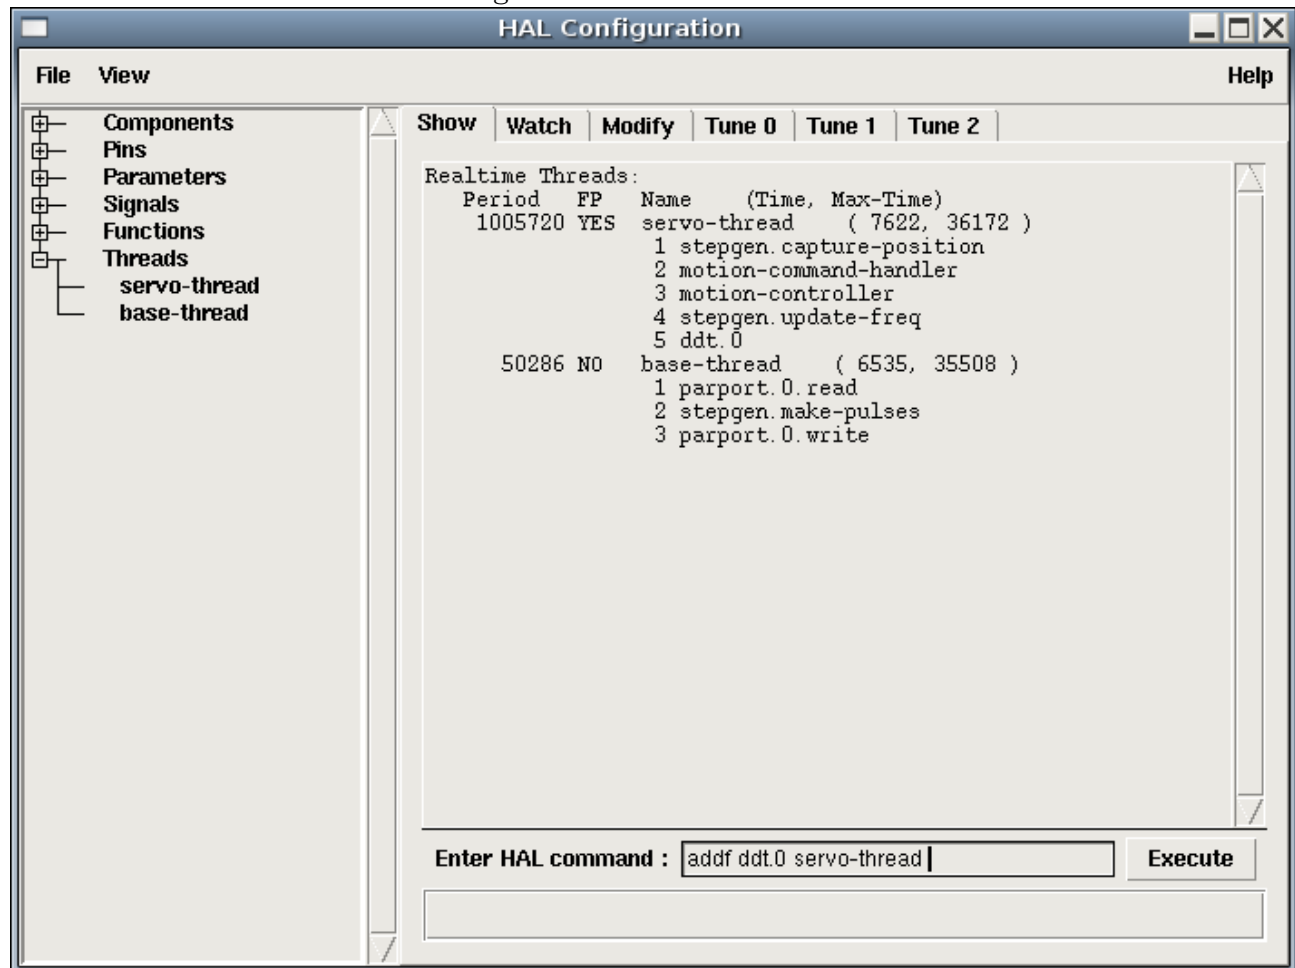 HAL Configuration
File View Help
Components
Pins
Parameters
Signals
Functions
Threads
servo-thread
base-thread
Show Watch Modify Tune 0 Tune 1 Tune 2
Realtime Threads:
Period FP Name (Time, Max-Time)
1005720 YES servo-thread ( 7622, 36172 )
1 stepgen.capture-position
2 motion-command-handler
3 motion-controller
4 stepgen.update-freq
5 ddt.0
50286 NO base-thread ( 6535, 35508 )
1 parport.0.read
2 stepgen.make-pulses
3 parport.0.write
Enter HAL command : addf ddt.0 servo-thread Execute